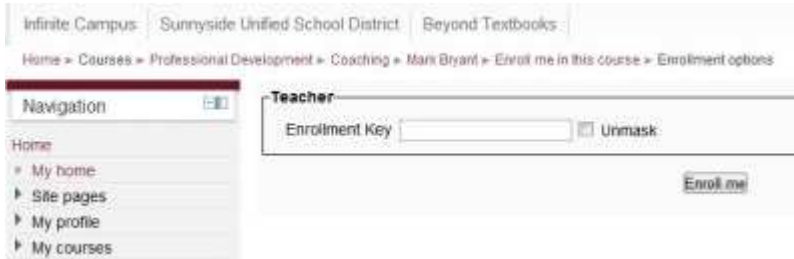 Infinite Campus Sunnyside Unified School District Beyond Textbooks
Home » Courses » Professional Development » Coaching » Mark Bryant » Enroll me in this course » Enrollment options
Navigation
Home
My home
Site pages
My profile
My courses
Teacher
Enrollment Key Unmask
Enroll me